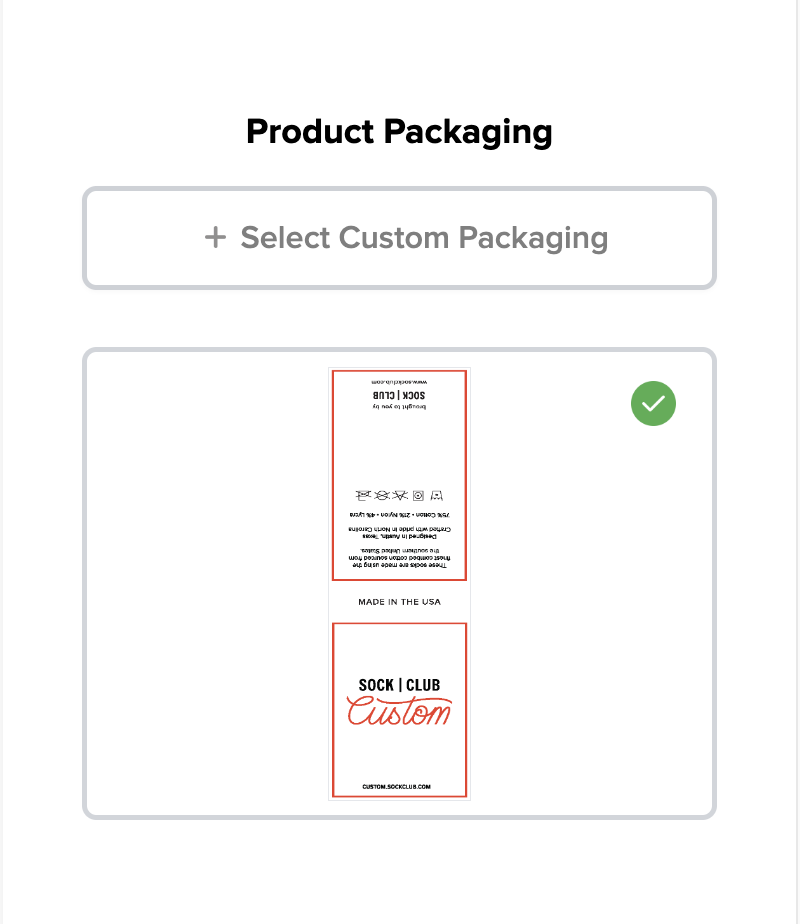 Product Packaging
+ Select Custom Packaging
www.sockclub.com
SOCK | CLUB
brought to you by
75% Cotton • 21% Nylon • 4% Lycra
Crafted with pride in North Carolina
Designed in Austin, Texas
the southern United States.
finest combed cotton sourced from
These socks are made using the
MADE IN THE USA
SOCK | CLUB
Custom
CUSTOM.SOCKCLUB.COM